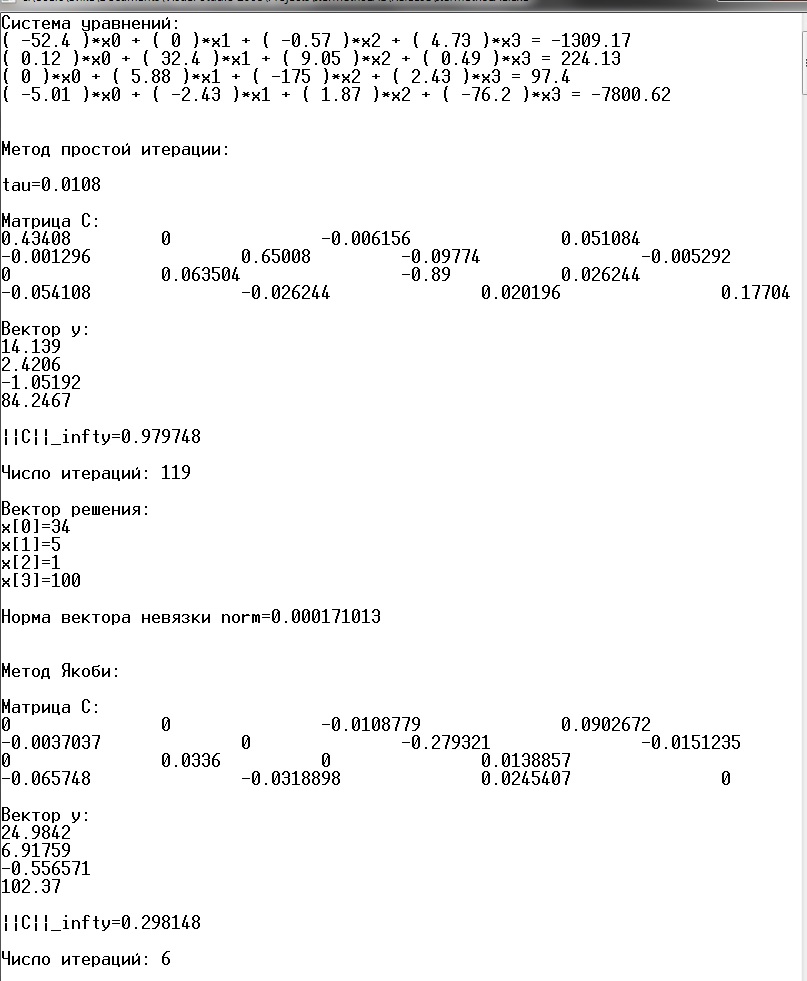 Система уравнений:
( -52.4 )*x0 + ( 0 )*x1 + ( -0.57 )*x2 + ( 4.73 )*x3 = -1309.17
( 0.12 )*x0 + ( 32.4 )*x1 + ( 9.05 )*x2 + ( 0.49 )*x3 = 224.13
( 0 )*x0 + ( 5.88 )*x1 + ( -175 )*x2 + ( 2.43 )*x3 = 97.4
( -5.01 )*x0 + ( -2.43 )*x1 + ( 1.87 )*x2 + ( -76.2 )*x3 = -7800.62
Метод простой итерации:
tau=0.0108
Матрица C:
0.43408 0 -0.006156 0.051084
-0.001296 0.65008 -0.09774 -0.005292
0 0.063504 -0.89 0.026244
-0.054108 -0.026244 0.020196 0.17704
Вектор y:
14.139
2.4206
-1.05192
84.2467
||C||_infty=0.979748
Число итераций: 119
Вектор решения:
x[0]=34
x[1]=5
x[2]=1
x[3]=100
Норма вектора невязки norm=0.000171013
Метод Якоби:
Матрица C:
0 0 -0.0108779 0.0902672
-0.0037037 0 -0.279321 -0.0151235
0 0.0336 0 0.0138857
-0.065748 -0.0318898 0.0245407 0
Вектор y:
24.9842
6.91759
-0.556571
102.37
||C||_infty=0.298148
Число итераций: 6